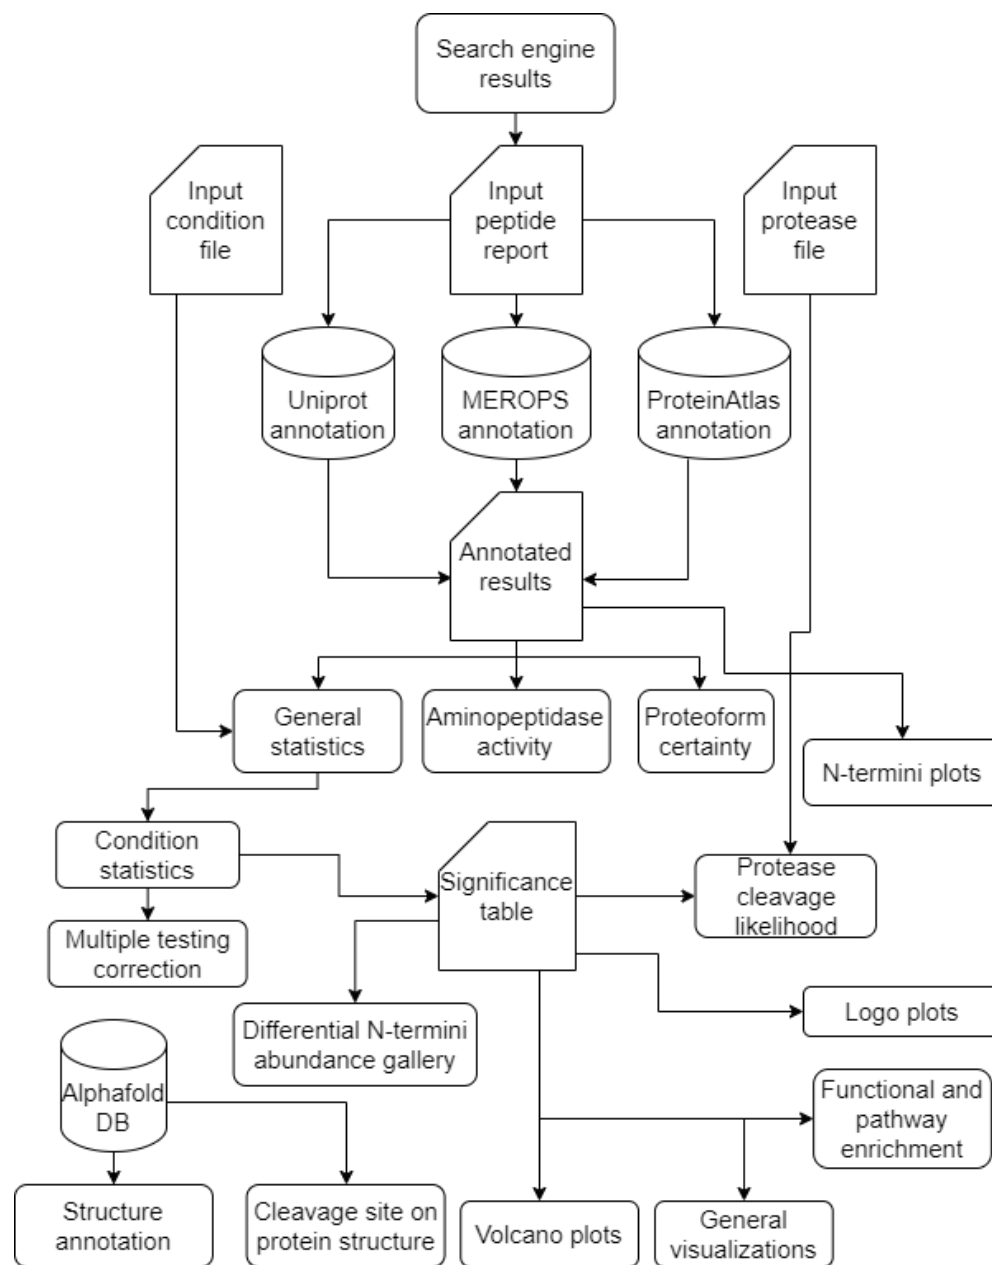 Search engine
results
Input
condition
file
Input
peptide
report
Input
protease
file
Uniprot
annotation
MEROPS
annotation
ProteinAtlas
annotation
Annotated
results
General
statistics
Aminopeptidase
activity
Proteoform
certainty
N-termini plots
Condition
statistics
Significance
table
Protease
cleavage
likelihood
Multiple testing
correction
Differential N-termini
abundance gallery
Logo plots
Alphafold
DB
Functional and
pathway
enrichment
Structure
annotation
Cleavage site on
protein structure
Volcano plots
General
visualizations